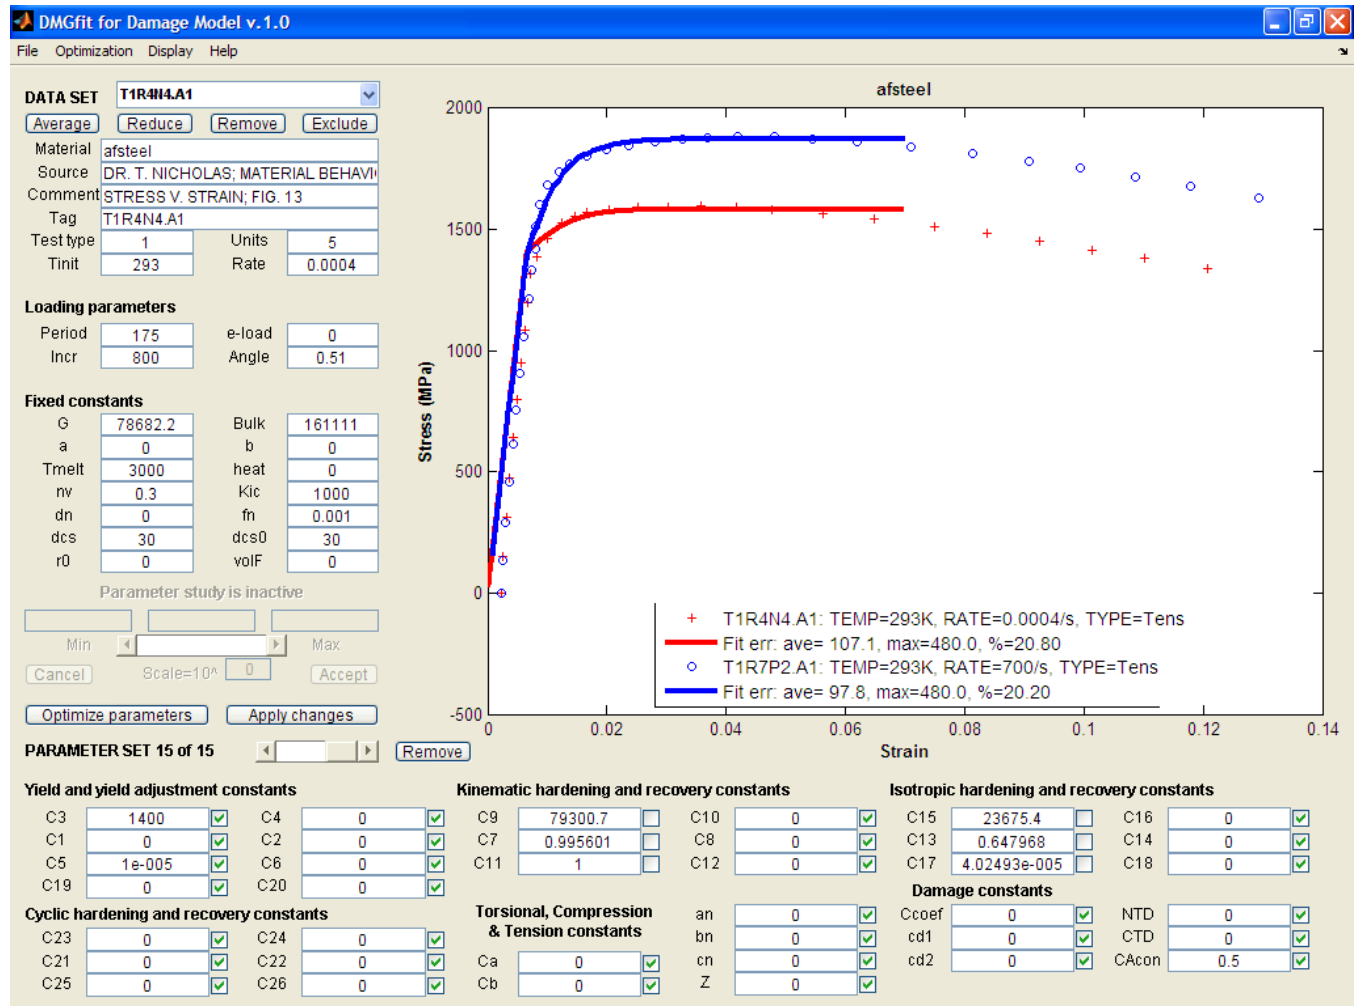 DMGfit for Damage Model v.1.0
File Optimization Display Help
DATA SET T1R4N4.A1
Average Reduce Remove Exclude
Material afsteel
Source DR. T. NICHOLAS; MATERIAL BEHAVI
Comment STRESS V. STRAIN; FIG. 13
Tag T1R4N4.A1
Test type 1 Units 5
Tinit 293 Rate 0.0004
Loading parameters
Period 175 e-load 0
Incr 800 Angle 0.51
Fixed constants
G 78682.2 Bulk 161111
a 0 b 0
Tmelt 3000 heat 0
nv 0.3 Kic 1000
dn 0 fn 0.001
dcs 30 dcs0 30
r0 0 volF 0
Parameter study is inactive
Min Max
Cancel Scale=10^ 0 Accept
Optimize parameters Apply changes
PARAMETER SET 15 of 15 Remove
afsteel
2000
1500
1000
500
0
-500
Stress (MPa)
T1R4N4.A1: TEMP=293K, RATE=0.0004/s, TYPE=Tens
Fit err: ave= 107.1, max=480.0, %=20.80
T1R7P2.A1: TEMP=293K, RATE=700/s, TYPE=Tens
Fit err: ave= 97.8, max=480.0, %=20.20
0 0.02 0.04 0.06 0.08 0.1 0.12 0.14
Strain
Yield and yield adjustment constants
C3 1400 C4 0
C1 0 C2 0
C5 1e-005 C6 0
C19 0 C20 0
Kinematic hardening and recovery constants
C9 79300.7 C10 0
C7 0.995601 C8 0
C11 1 C12 0
Isotropic hardening and recovery constants
C15 23675.4 C16 0
C13 0.647968 C14 0
C17 4.02493e-005 C18 0
Cyclic hardening and recovery constants
C23 0 C24 0
C21 0 C22 0
C25 0 C26 0
Torsional, Compression
& Tension constants
Ca 0
Cb 0
an 0
bn 0
cn 0
Z 0
Damage constants
Ccoef 0 NTD 0
cd1 0 CTD 0
cd2 0 CAcon 0.5